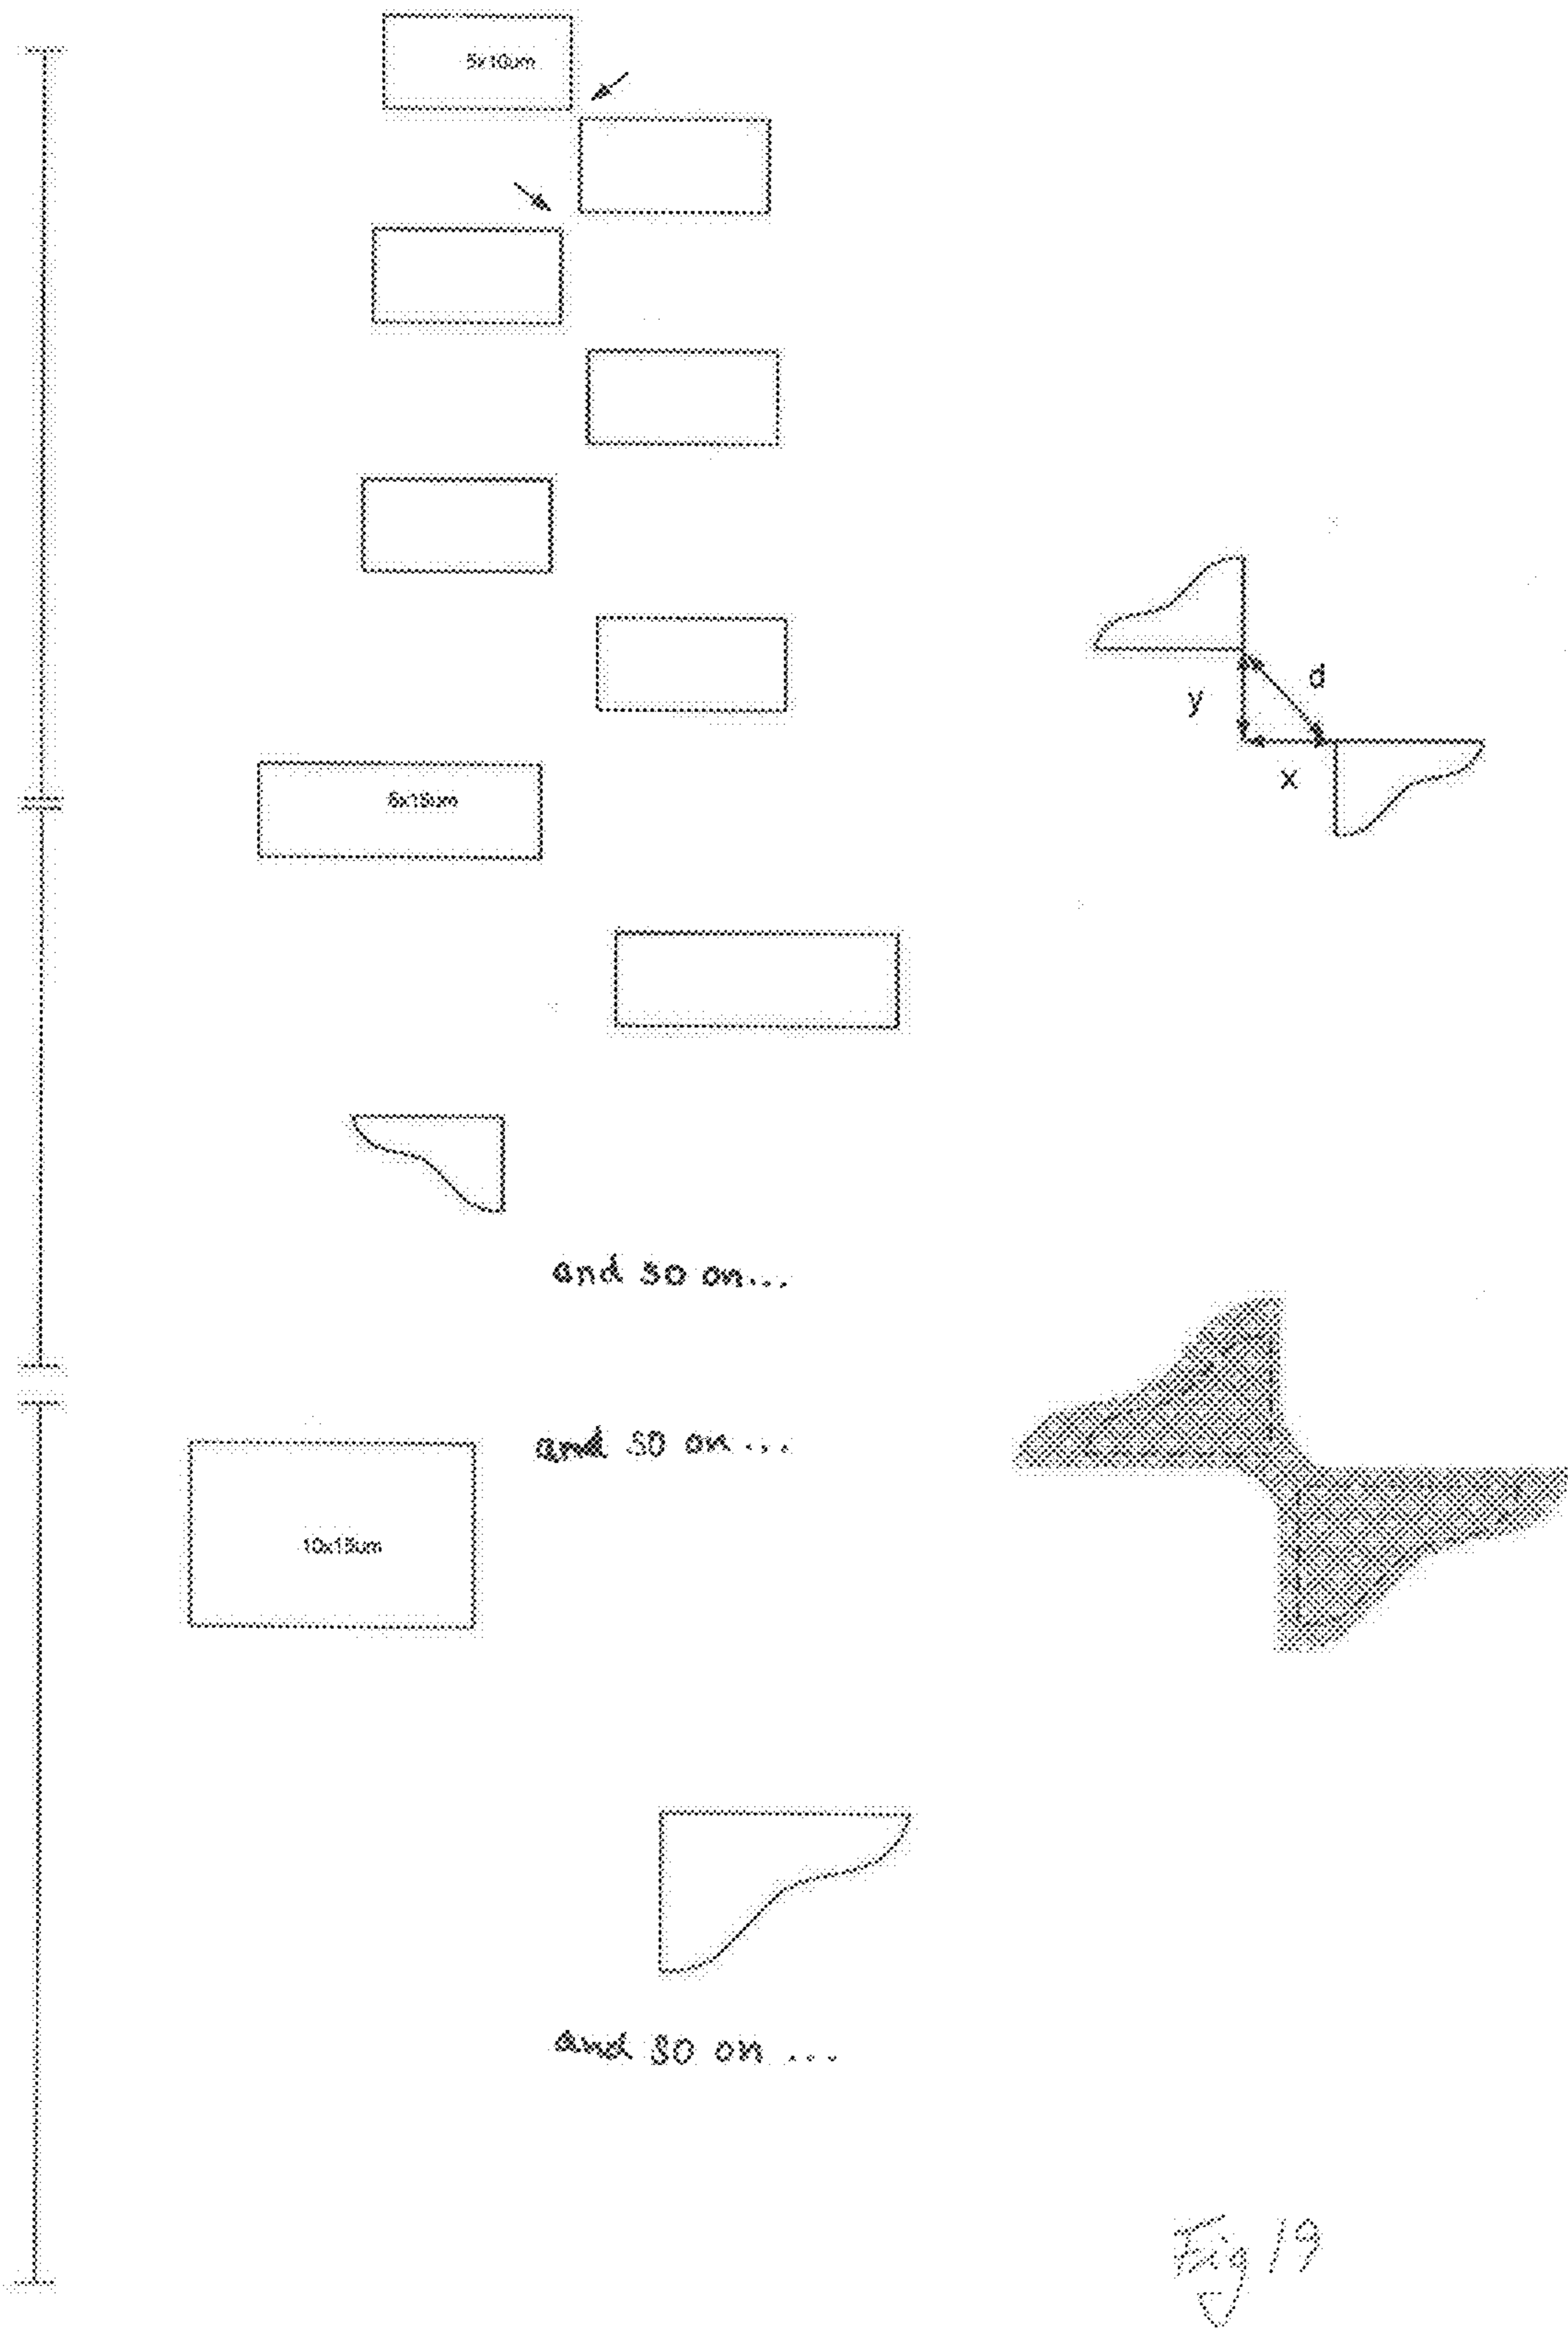 5x10um
d
y
x
5x15um
and so on...
and so on...
10x15um
and so on ...
Fig 19